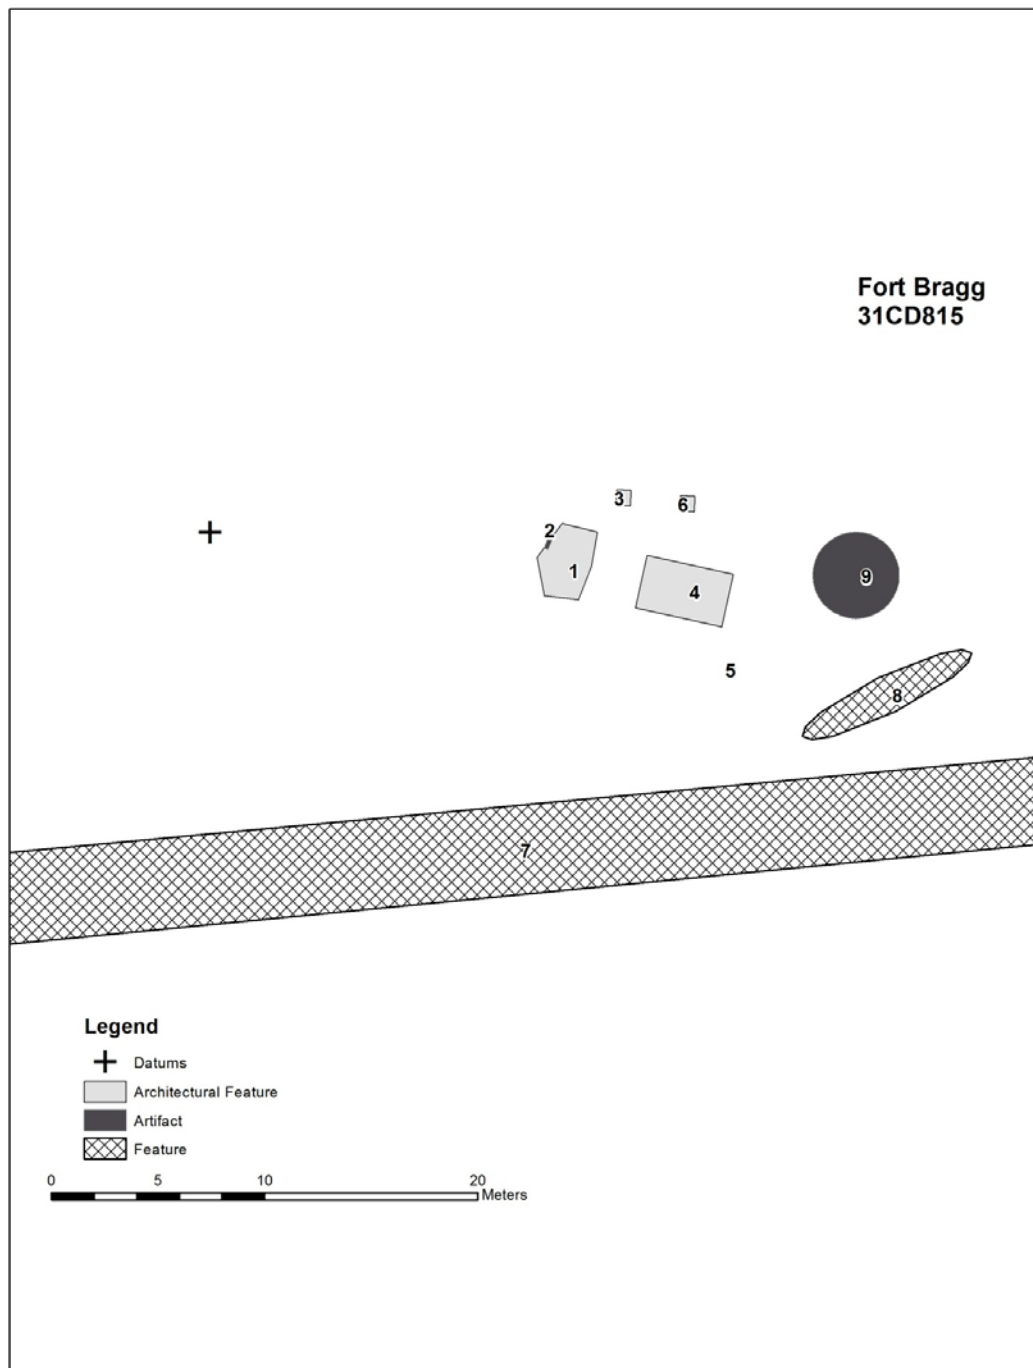 Fort Bragg
31CD815
3
6
2
1
4
9
5
8
7
Legend
Datums
Architectural Feature
Artifact
Feature
0 5 10 20
Meters